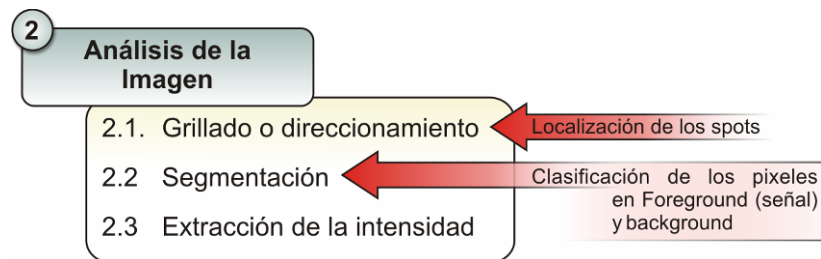 2
Análisis de la
Imagen
2.1. Grillado o direccionamiento
Localización de los spots
2.2 Segmentación
Clasificación de los pixeles
en Foreground (señal)
y background
2.3 Extracción de la intensidad